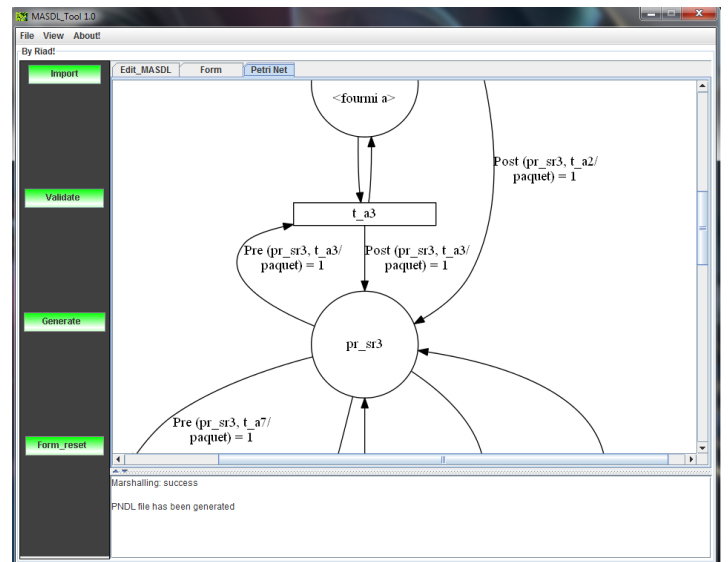 MASDL_Tool 1.0
File View About!
By Riad!
Import
Validate
Generate
Form_reset
Edit_MASDL Form Petri Net
<fourmi a>
Post (pr_sr3, t_a2/
paquet) = 1
t_a3
Pre (pr_sr3, t_a3/
paquet) = 1
Post (pr_sr3, t_a3/
paquet) = 1
pr_sr3
Pre (pr_sr3, t_a7/
paquet) = 1
Marshalling: success
PNDL file has been generated